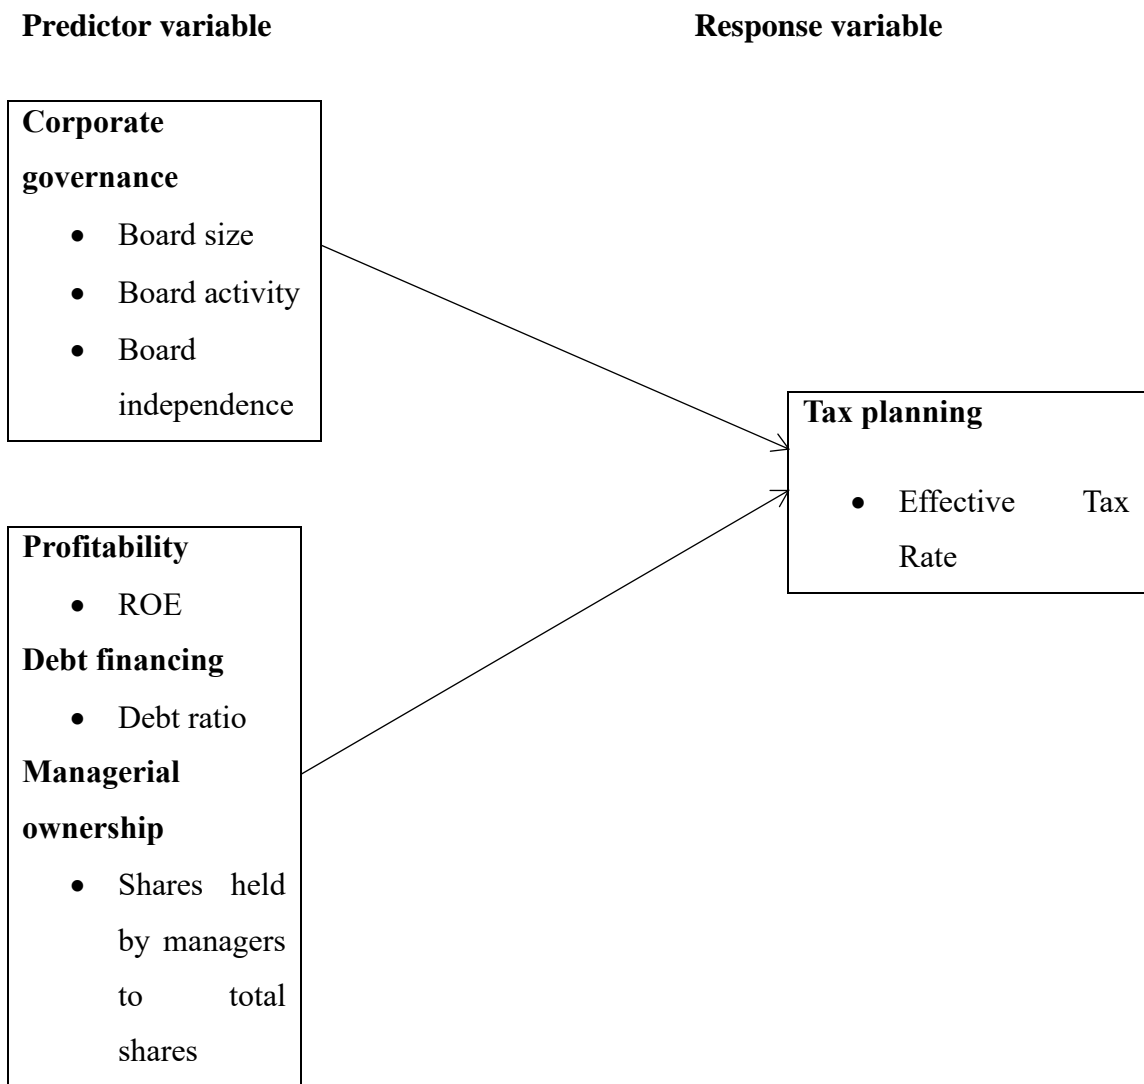 Predictor variable
Response variable
Corporate
governance
• Board size
• Board activity
• Board
independence
Tax planning
• Effective Tax
Rate
Profitability
• ROE
Debt financing
• Debt ratio
Managerial
ownership
• Shares held
by managers
to total
shares